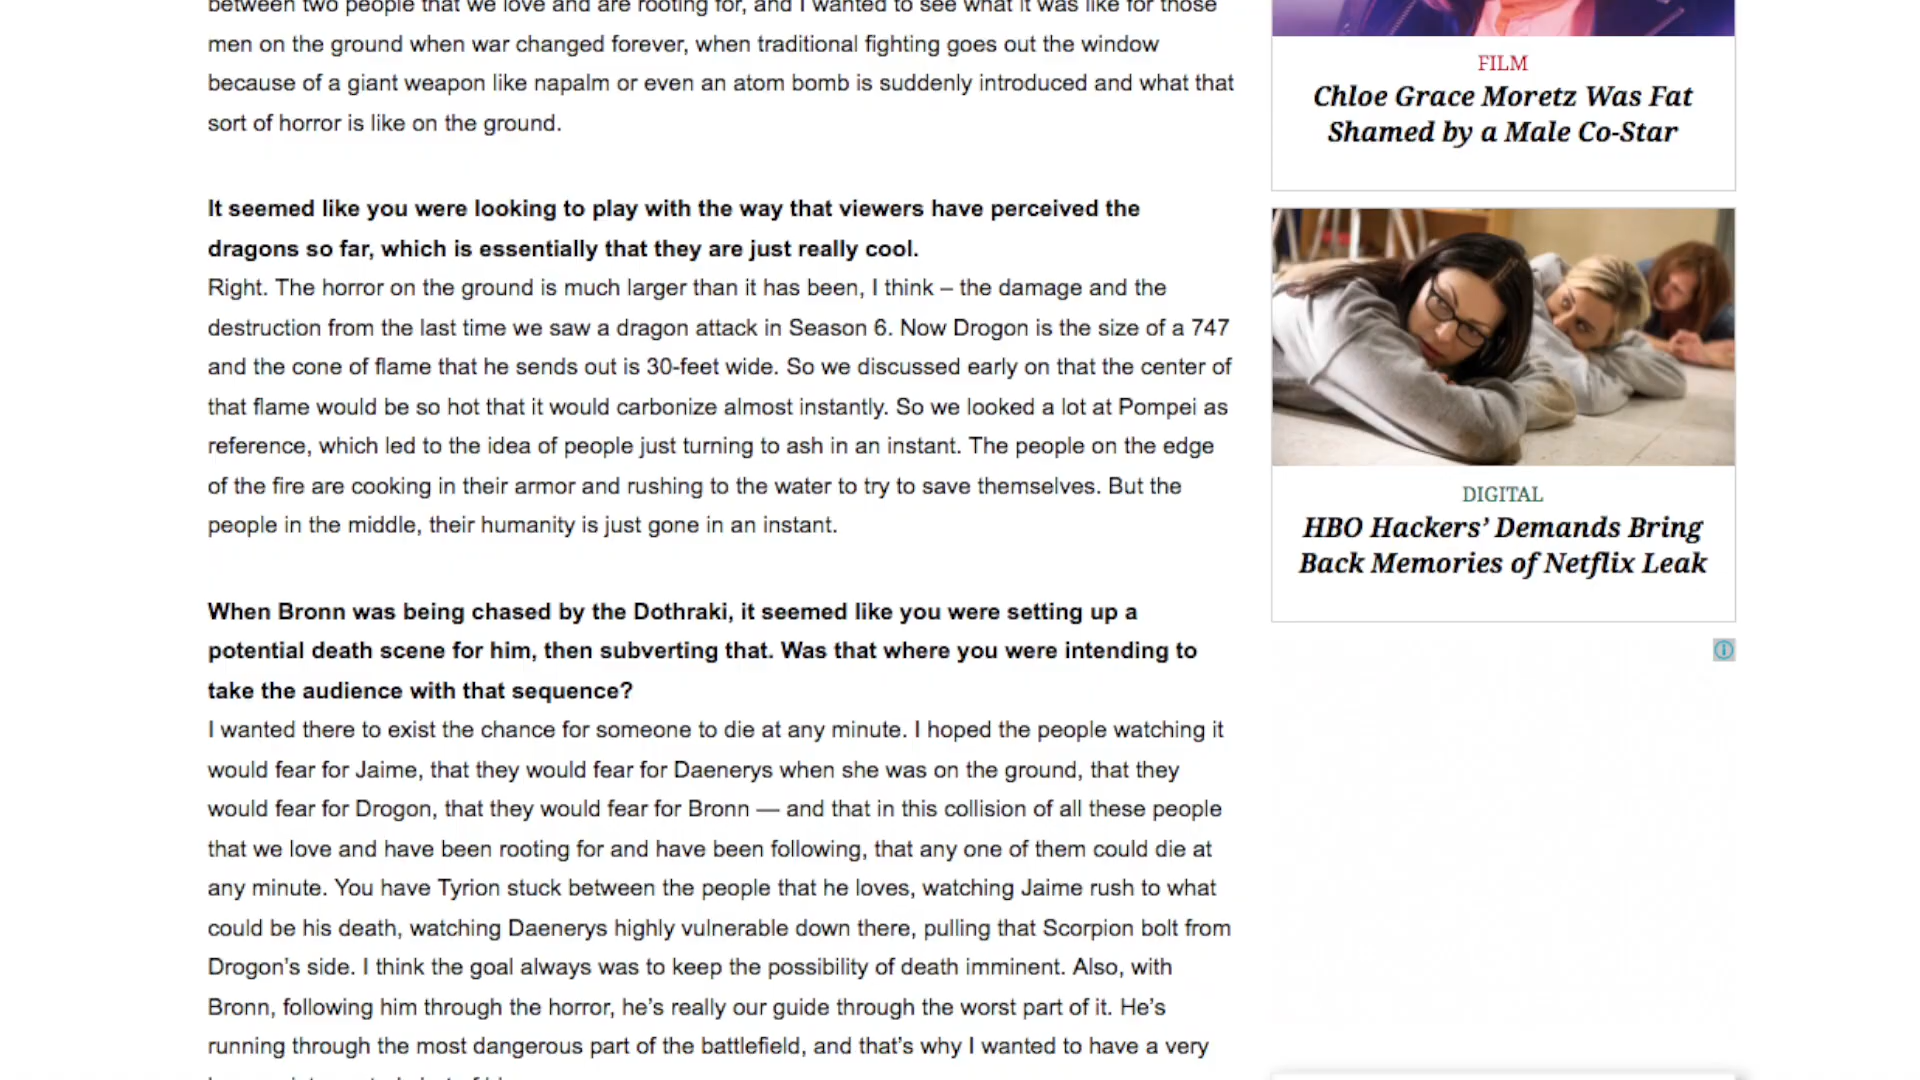 between two people that we love and are rooting for, and I wanted to see what it was like for those
men on the ground when war changed forever, when traditional fighting goes out the window
because of a giant weapon like napalm or even an atom bomb is suddenly introduced and what that
sort of horror is like on the ground.
It seemed like you were looking to play with the way that viewers have perceived the
dragons so far, which is essentially that they are just really cool.
Right. The horror on the ground is much larger than it has been, I think – the damage and the
destruction from the last time we saw a dragon attack in Season 6. Now Drogon is the size of a 747
and the cone of flame that he sends out is 30-feet wide. So we discussed early on that the center of
that flame would be so hot that it would carbonize almost instantly. So we looked a lot at Pompei as
reference, which led to the idea of people just turning to ash in an instant. The people on the edge
of the fire are cooking in their armor and rushing to the water to try to save themselves. But the
people in the middle, their humanity is just gone in an instant.
When Bronn was being chased by the Dothraki, it seemed like you were setting up a
potential death scene for him, then subverting that. Was that where you were intending to
take the audience with that sequence?
I wanted there to exist the chance for someone to die at any minute. I hoped the people watching it
would fear for Jaime, that they would fear for Daenerys when she was on the ground, that they
would fear for Drogon, that they would fear for Bronn — and that in this collision of all these people
that we love and have been rooting for and have been following, that any one of them could die at
any minute. You have Tyrion stuck between the people that he loves, watching Jaime rush to what
could be his death, watching Daenerys highly vulnerable down there, pulling that Scorpion bolt from
Drogon’s side. I think the goal always was to keep the possibility of death imminent. Also, with
Bronn, following him through the horror, he’s really our guide through the worst part of it. He’s
running through the most dangerous part of the battlefield, and that’s why I wanted to have a very
FILM
Chloe Grace Moretz Was Fat
Shamed by a Male Co-Star
DIGITAL
HBO Hackers’ Demands Bring
Back Memories of Netflix Leak